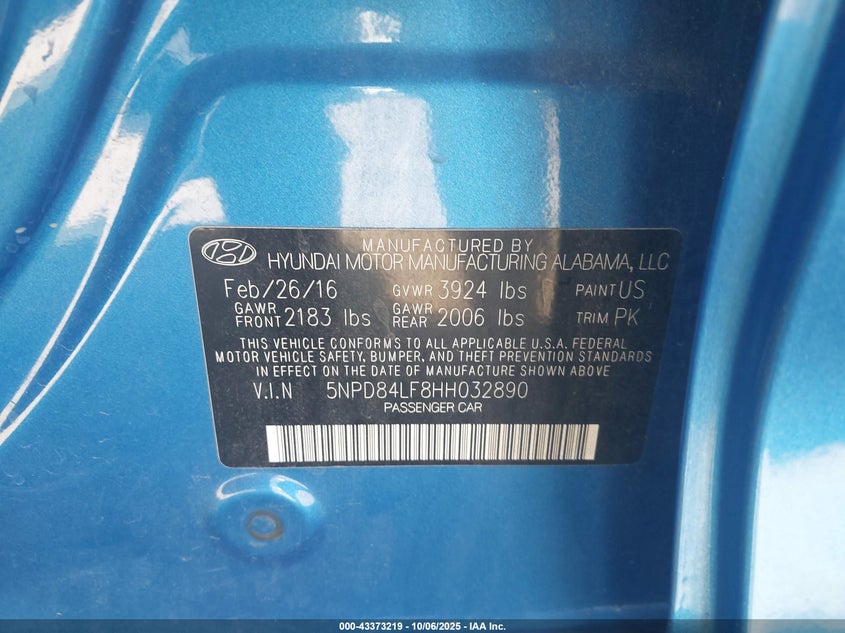 MANUFACTURED BY
HYUNDAI MOTOR MANUFACTURING ALABAMA, LLC
Feb/26/16 GVWR 3924 lbs PAINT US
GAWR FRONT 2183 lbs GAWR REAR 2006 lbs TRIM PK
THIS VEHICLE CONFORMS TO ALL APPLICABLE U.S.A. FEDERAL
MOTOR VEHICLE SAFETY, BUMPER, AND THEFT PREVENTION STANDARDS
IN EFFECT ON THE DATE OF MANUFACTURE SHOWN ABOVE
V.I.N 5NPD84LF8HH032890
PASSENGER CAR
000-43373219 - 10/06/2025 - IAA Inc.